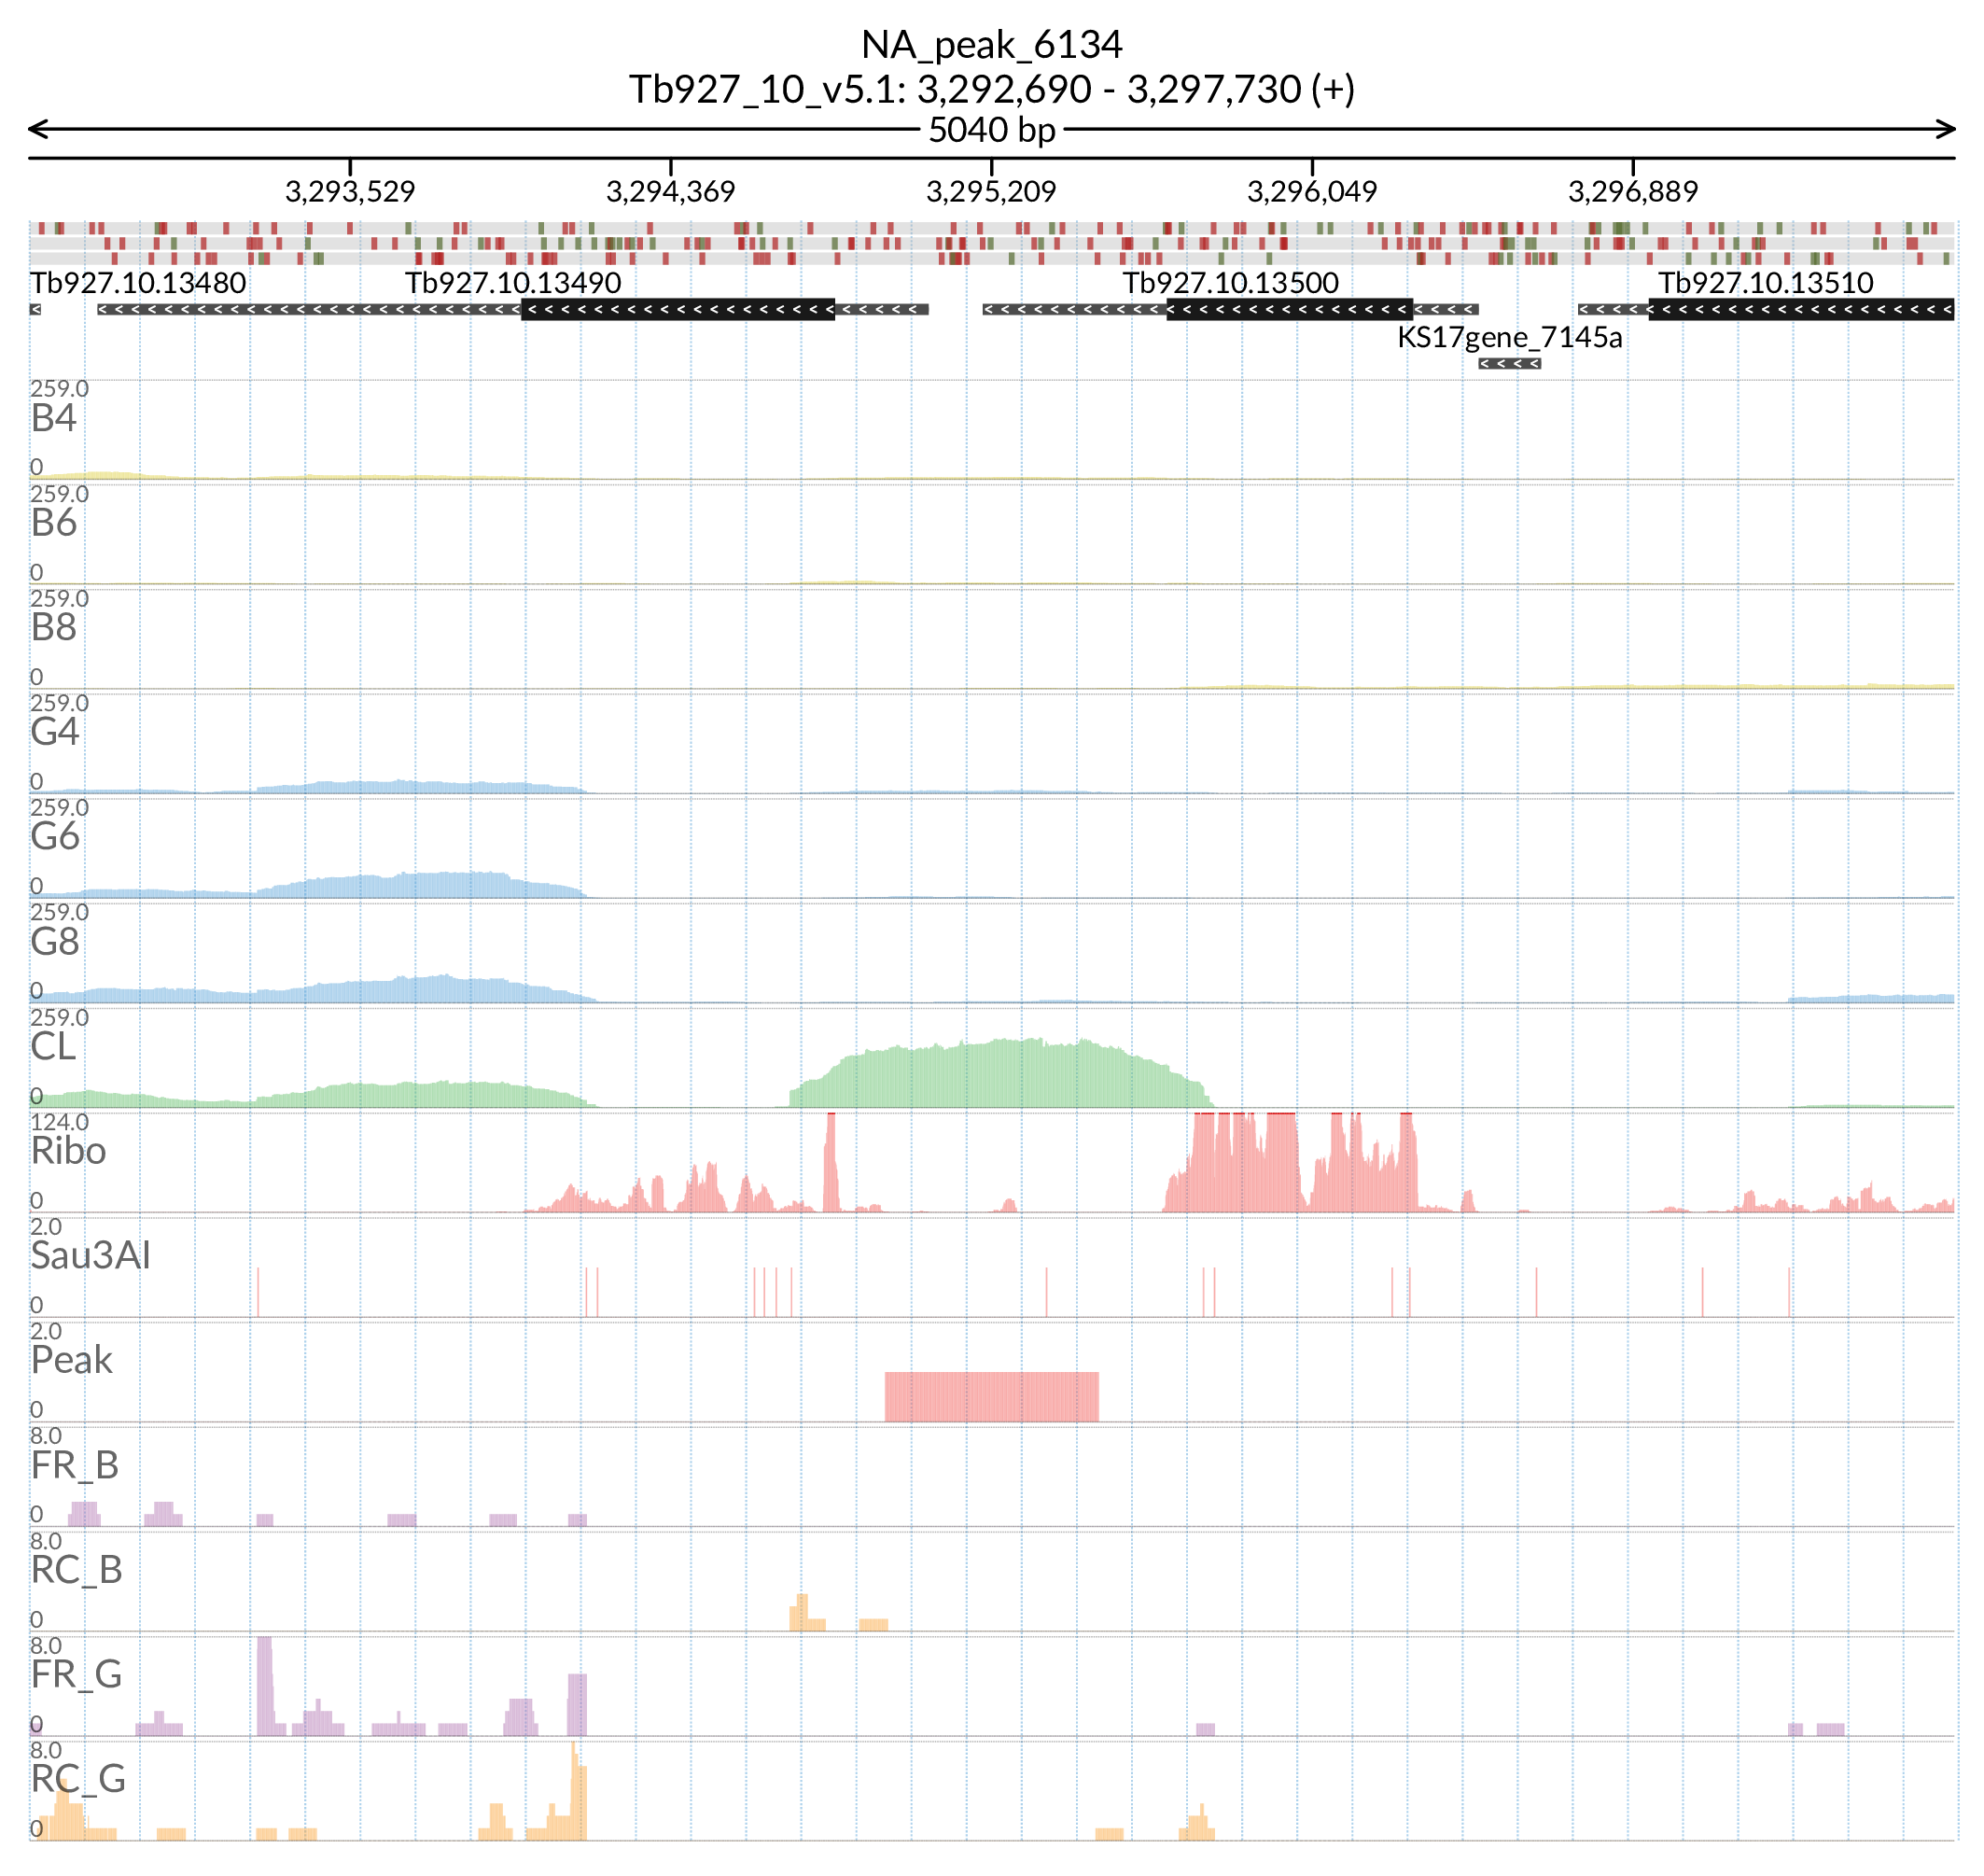 NA_peak_6134
Tb927_10_v5.1: 3,292,690 - 3,297,730 (+)
5040 bp
3,293,529 3,294,369 3,295,209 3,296,049 3,296,889
Tb927.10.13480 Tb927.10.13490 Tb927.10.13500 Tb927.10.13510
KS17gene_7145a
259.0
B4
0
259.0
B6
0
259.0
B8
0
259.0
G4
0
259.0
G6
0
259.0
G8
0
259.0
CL
0
124.0
Ribo
0
2.0
Sau3AI
0
2.0
Peak
0
8.0
FR_B
0
8.0
RC_B
0
8.0
FR_G
0
8.0
RC_G
0